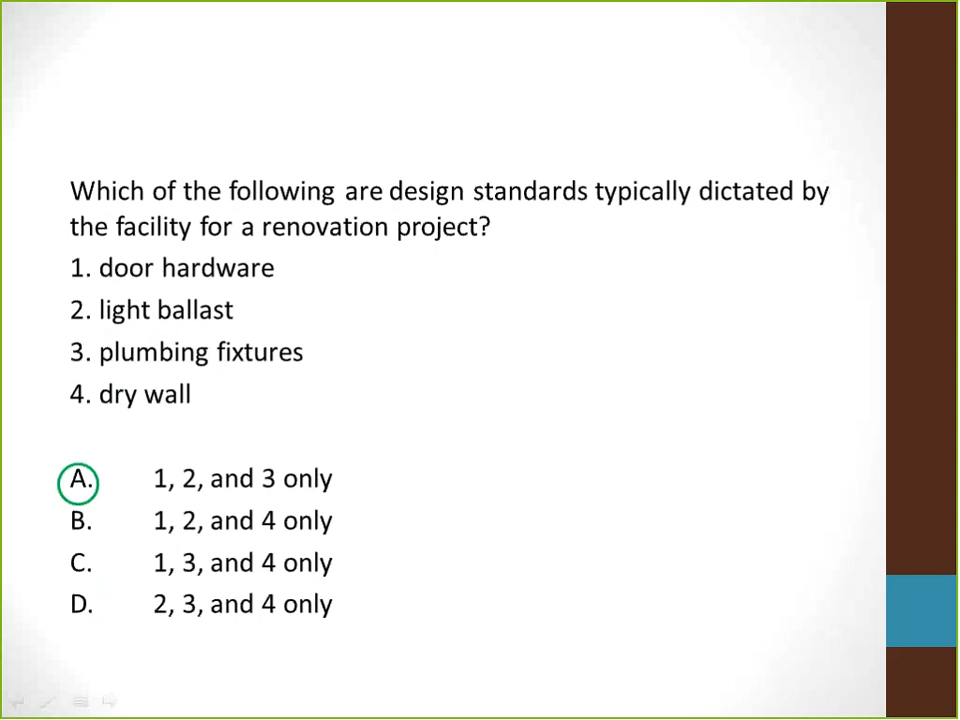 Which of the following are design standards typically dictated by
the facility for a renovation project?
1. door hardware
2. light ballast
3. plumbing fixtures
4. dry wall
A. 1, 2, and 3 only
B. 1, 2, and 4 only
C. 1, 3, and 4 only
D. 2, 3, and 4 only